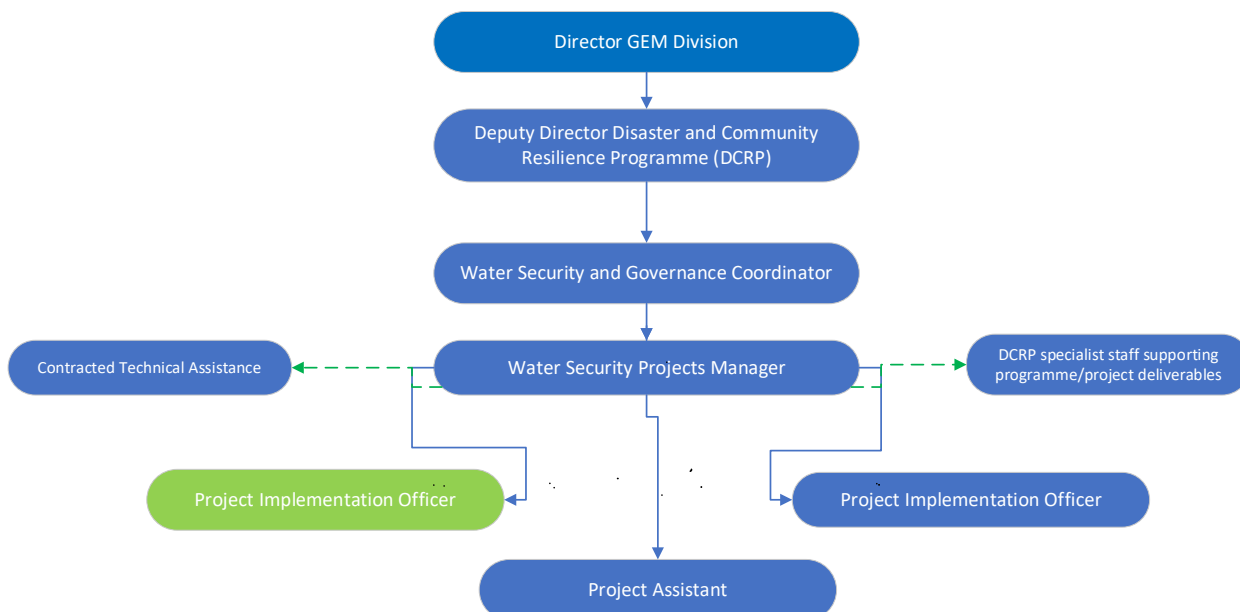 Director GEM Division
Deputy Director Disaster and Community
Resilience Programme (DCRP)
Water Security and Governance Coordinator
Contracted Technical Assistance
Water Security Projects Manager
DCRP specialist staff supporting
programme/project deliverables
Project Implementation Officer
Project Implementation Officer
Project Assistant